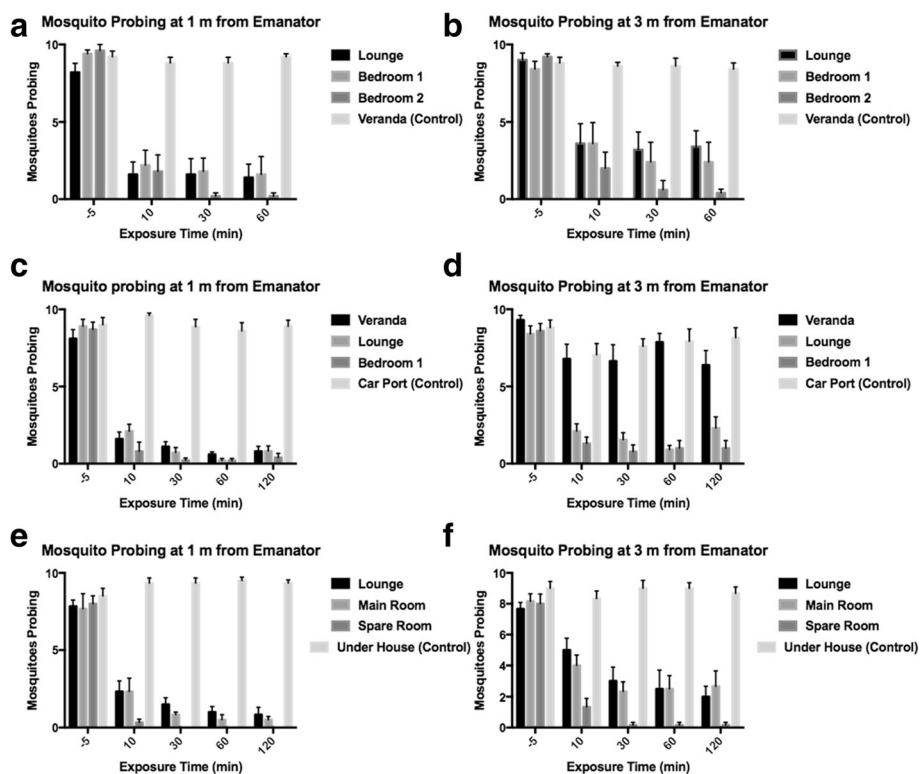 a
Mosquito Probing at 1 m from Emanator
Mosquitoes Probing
10
5
0
-5
10
30
60
Exposure Time (min)
Lounge
Bedroom 1
Bedroom 2
Veranda (Control)
b
Mosquito Probing at 3 m from Emanator
Mosquitoes Probing
10
5
0
-5
10
30
60
Exposure Time (min)
Lounge
Bedroom 1
Bedroom 2
Veranda (Control)
c
Mosquito probing at 1 m from Emanator
Mosquitoes Probing
10
5
0
-5
10
30
60
120
Exposure Time (min)
Veranda
Lounge
Bedroom 1
Car Port (Control)
d
Mosquito probing at 3 m from Emanator
Mosquitoes Probing
10
5
0
-5
10
30
60
120
Exposure Time (min)
Veranda
Lounge
Bedroom 1
Car Port (Control)
e
Mosquito Probing at 1 m from Emanator
Mosquitoes Probing
10
5
0
-5
10
30
60
120
Exposure Time (min)
Lounge
Main Room
Spare Room
Under House (Control)
f
Mosquito Probing at 3 m from Emanator
Mosquitoes Probing
10
8
6
4
2
0
-5
10
30
60
120
Exposure Time (min)
Lounge
Main Room
Spare Room
Under House (Control)